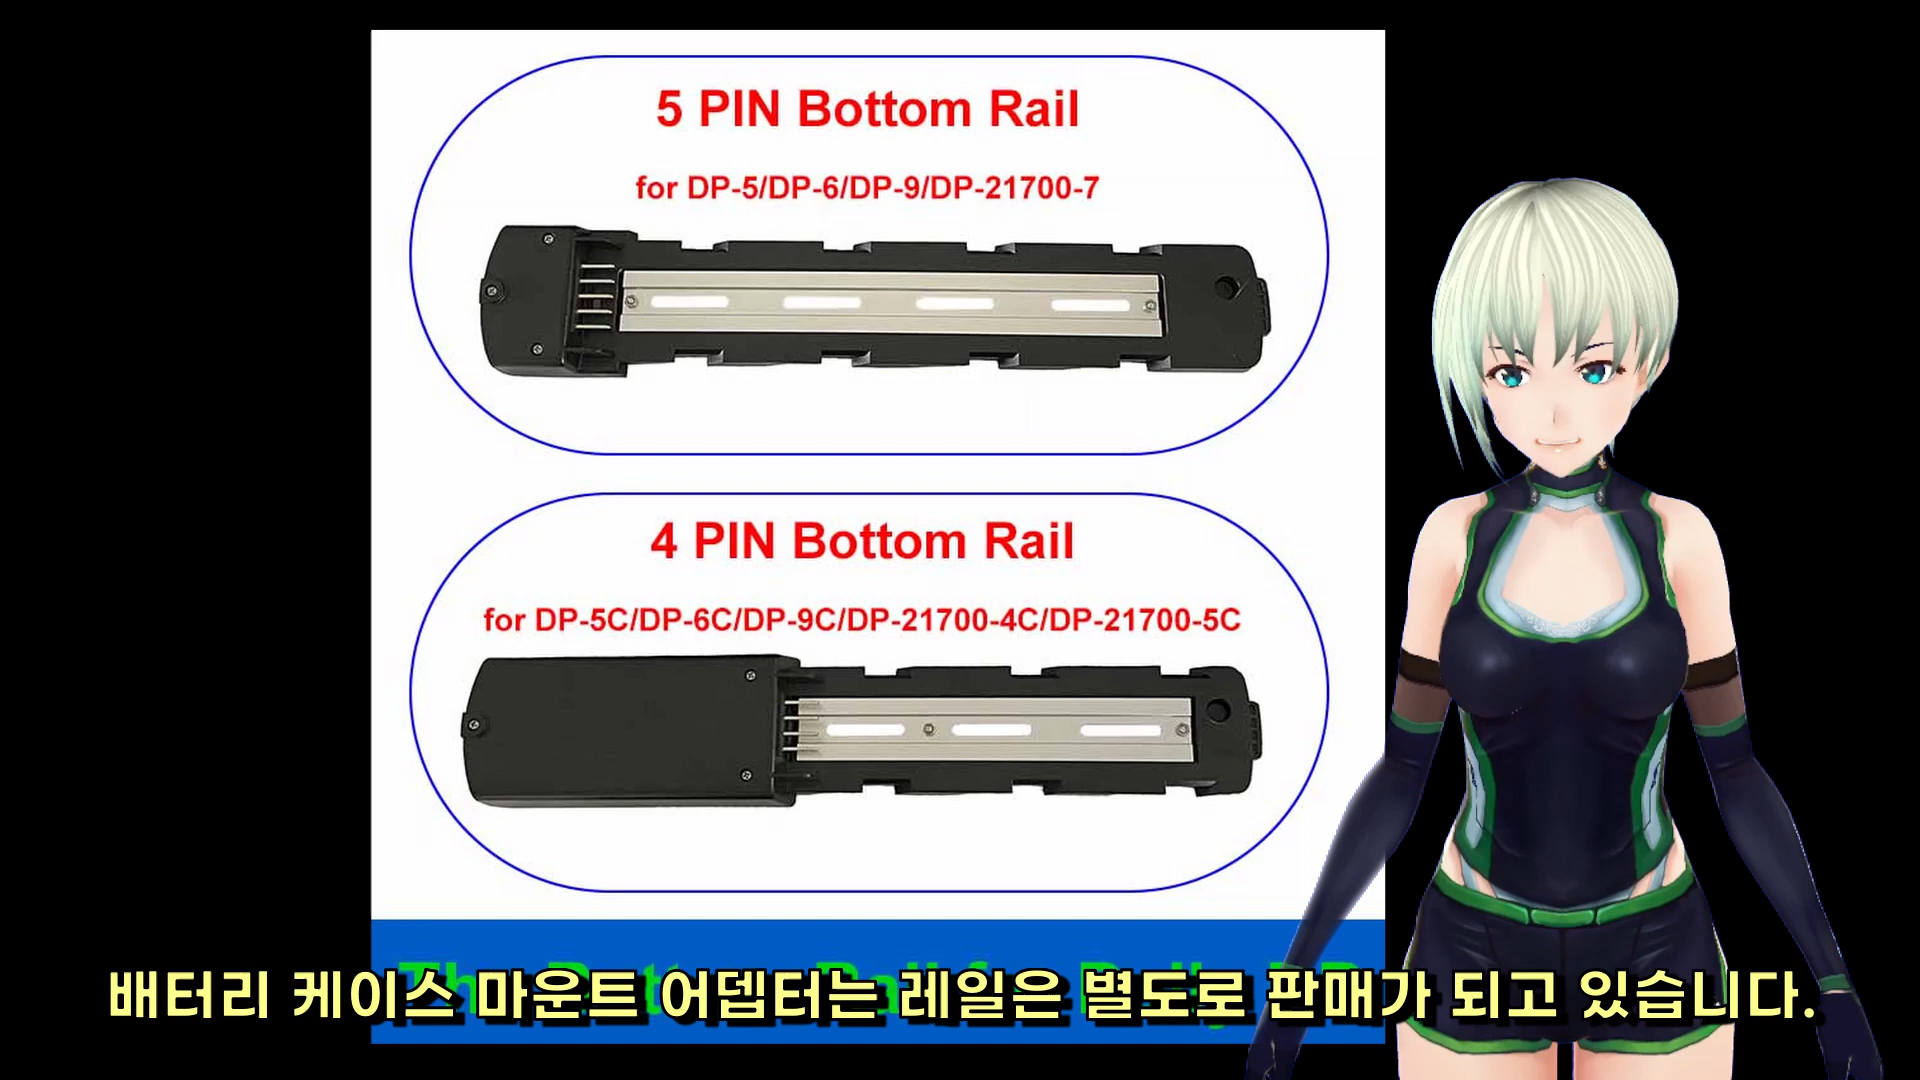 5 PIN Bottom Rail
for DP-5/DP-6/DP-9/DP-21700-7
4 PIN Bottom Rail
for DP-5C/DP-6C/DP-9C/DP-21700-4C/DP-21700-5C
배터리 케이스 마운트 어뎁터는 레일은 별도로 판매가 되고 있습니다.